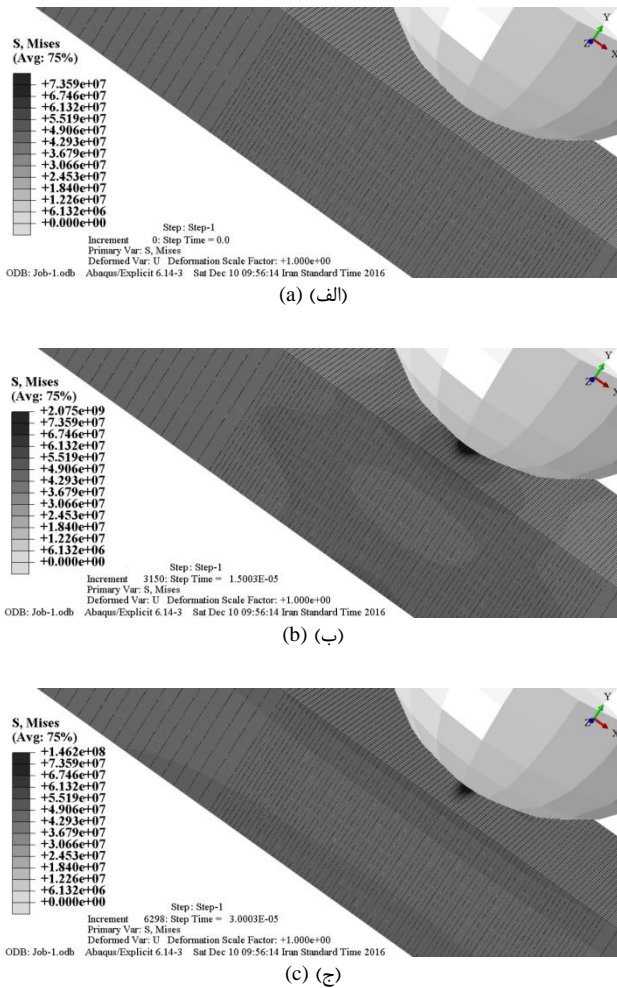 S, Mises
(Avg: 75%)
+7.359e+07
+6.746e+07
+6.132e+07
+5.519e+07
+4.906e+07
+4.293e+07
+3.679e+07
+3.066e+07
+2.453e+07
+1.840e+07
+1.226e+07
+6.132e+06
+0.000e+00
Y
Z
X
Step: Step-1
Increment 0: Step Time = 0.0
Primary Var: S, Mises
Deformed Var: U Deformation Scale Factor: +1.000e+00
ODB: Job-1.odb Abaqus/Explicit 6.14-3 Sat Dec 10 09:56:14 Iran Standard Time 2016
(a) (الف)
S, Mises
(Avg: 75%)
+2.075e+09
+7.359e+07
+6.746e+07
+6.132e+07
+5.519e+07
+4.906e+07
+4.293e+07
+3.679e+07
+3.066e+07
+2.453e+07
+1.840e+07
+1.226e+07
+6.132e+06
+0.000e+00
Y
Z
X
Step: Step-1
Increment 3150: Step Time = 1.5003E-05
Primary Var: S, Mises
Deformed Var: U Deformation Scale Factor: +1.000e+00
ODB: Job-1.odb Abaqus/Explicit 6.14-3 Sat Dec 10 09:56:14 Iran Standard Time 2016
(b) (ب)
S, Mises
(Avg: 75%)
+1.462e+08
+7.359e+07
+6.746e+07
+6.132e+07
+5.519e+07
+4.906e+07
+4.293e+07
+3.679e+07
+3.066e+07
+2.453e+07
+1.840e+07
+1.226e+07
+6.132e+06
+0.000e+00
Y
Z
X
Step: Step-1
Increment 6298: Step Time = 3.0003E-05
Primary Var: S, Mises
Deformed Var: U Deformation Scale Factor: +1.000e+00
ODB: Job-1.odb Abaqus/Explicit 6.14-3 Sat Dec 10 09:56:14 Iran Standard Time 2016
(c) (ج)